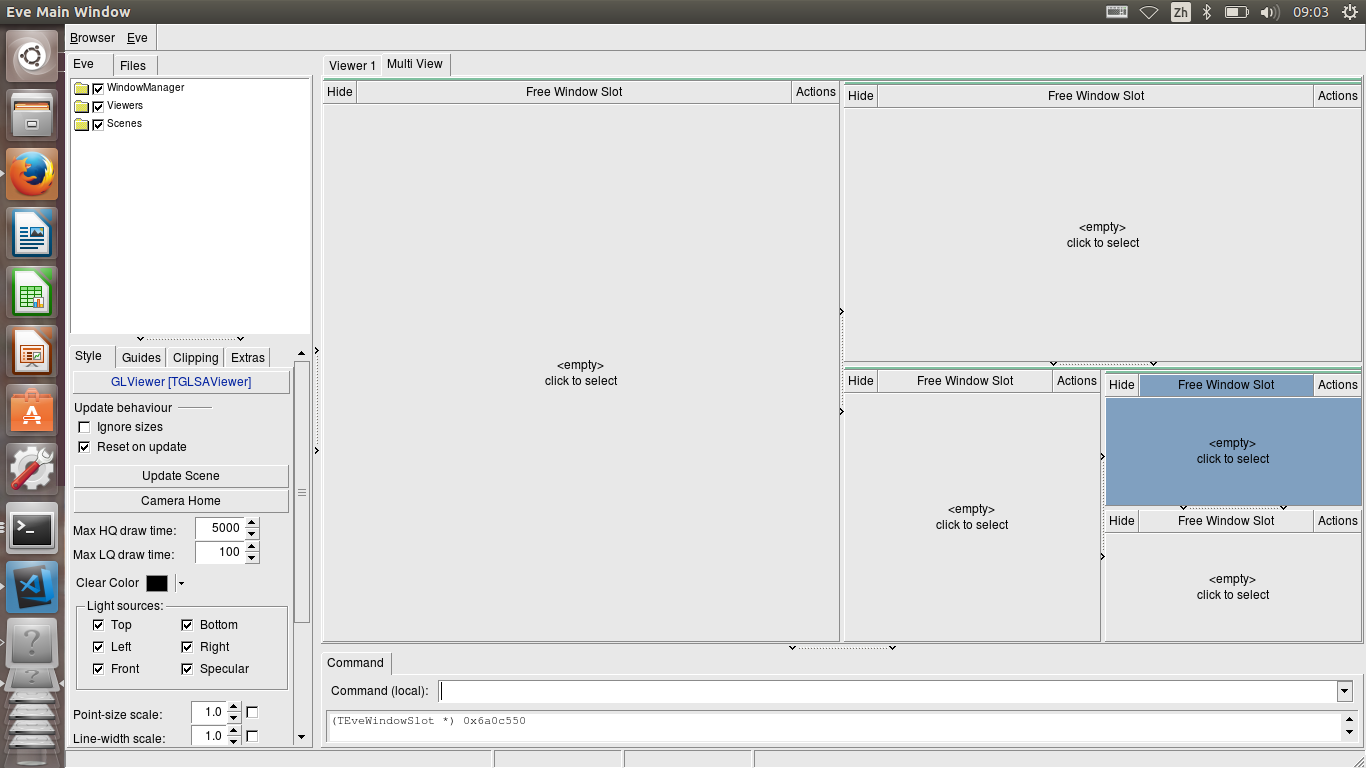 Eve Main Window
Zh
09:03
Browser Eve
Eve Files
WindowManager
Viewers
Scenes
Style Guides Clipping Extras
GLViewer [TGLSAViewer]
Update behaviour
Ignore sizes
Reset on update
Update Scene
Camera Home
Max HQ draw time: 5000
Max LQ draw time: 100
Clear Color
Light sources:
Top Bottom
Left Right
Front Specular
Point-size scale: 1.0
Line-width scale: 1.0
Viewer 1 Multi View
Hide Free Window Slot Actions
<empty>
click to select
Hide Free Window Slot Actions
<empty>
click to select
Hide Free Window Slot Actions
<empty>
click to select
Hide Free Window Slot Actions
<empty>
click to select
Hide Free Window Slot Actions
<empty>
click to select
Command
Command (local):
(TEveWindowSlot *) 0x6a0c550